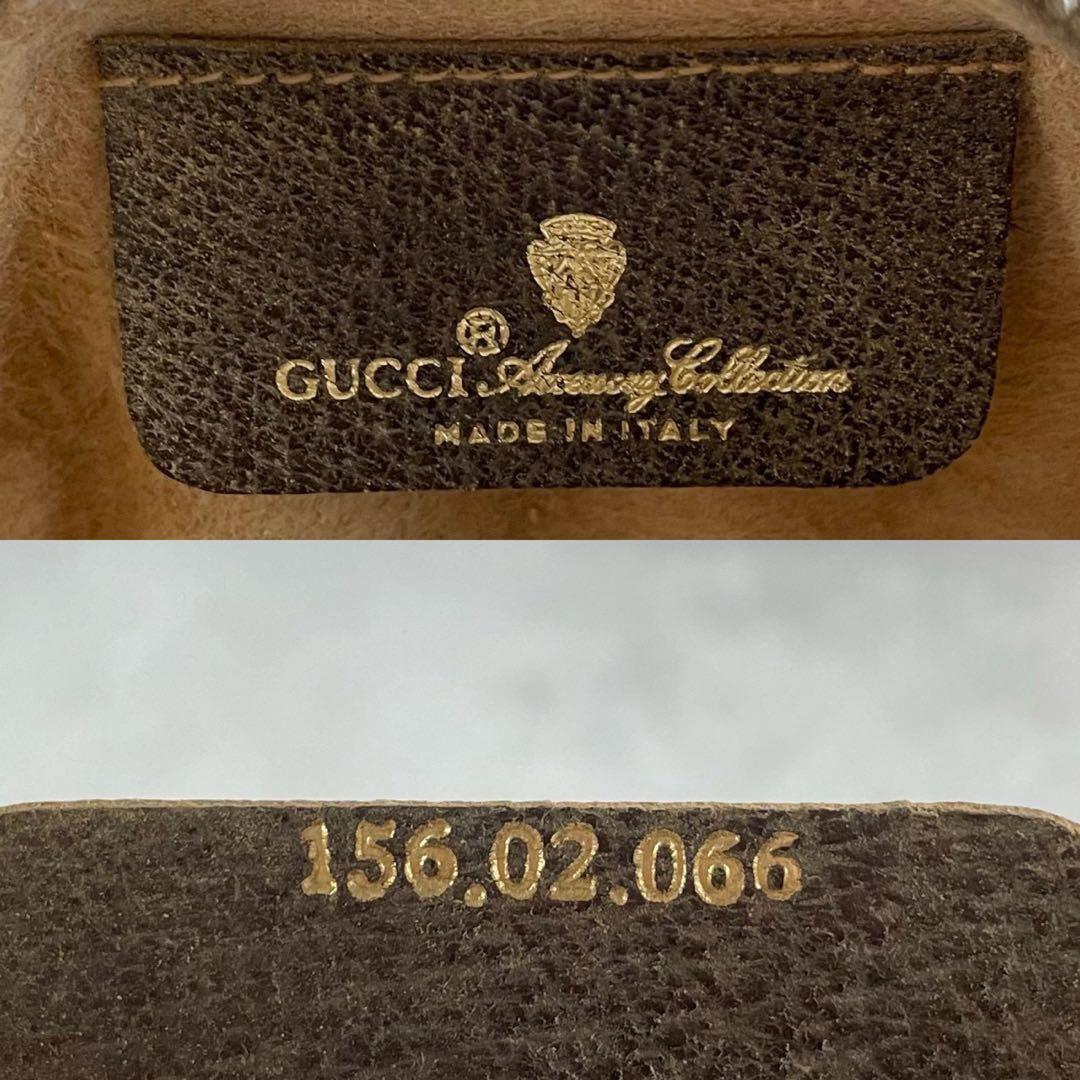 GUCCI® Accessory Collection
MADE IN ITALY
156.02.066